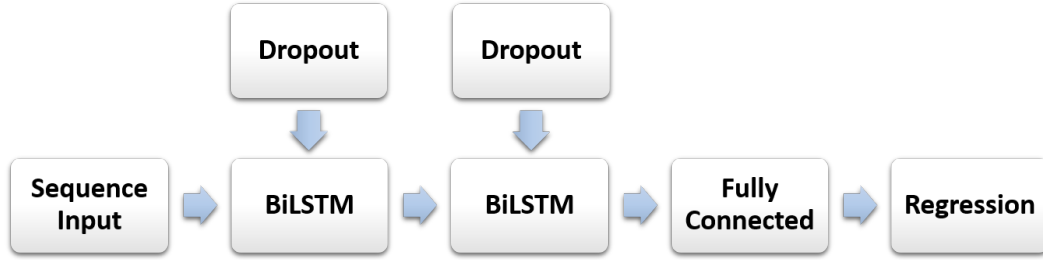 Dropout
Dropout
Sequence
Input
BiLSTM
BiLSTM
Fully
Connected
Regression